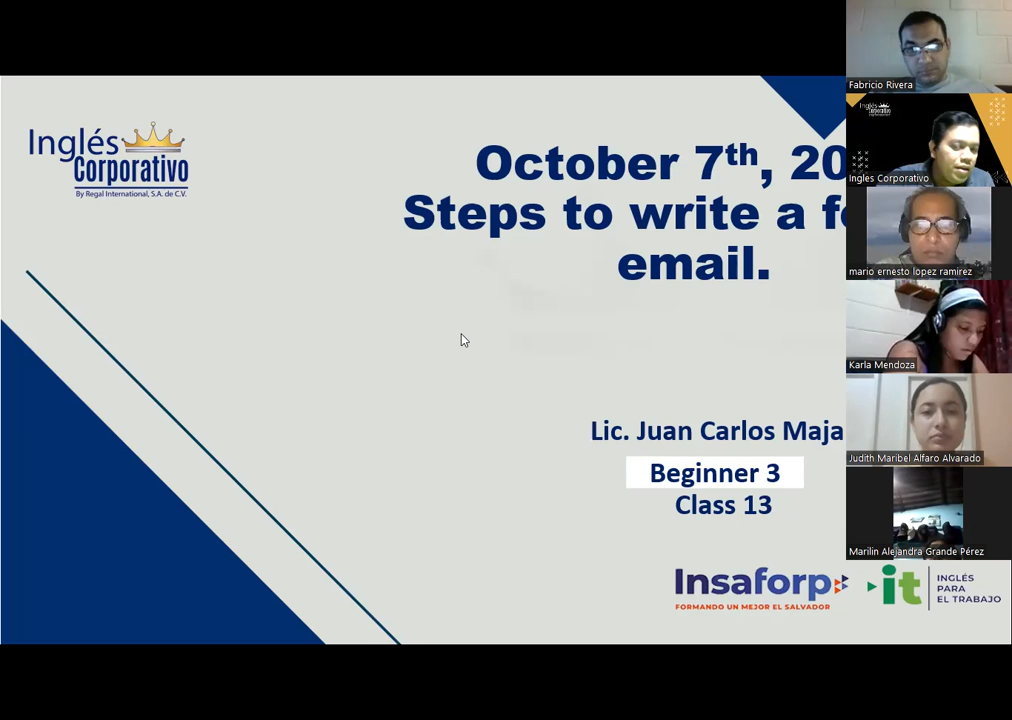 Inglés
Corporativo
By Regal International, S.A. de C.V.
October 7th, 20
Steps to write a fo
email.
Lic. Juan Carlos Maja
Beginner 3
Class 13
Insaforp
FORMANDO UN MEJOR EL SALVADOR
it
INGLÉS
PARA
EL TRABAJO
Fabricio Rivera
Ingles Corporativo
mario ernesto lopez ramirez
Karla Mendoza
Judith Maribel Alfaro Alvarado
Marilin Alejandra Grande Pérez